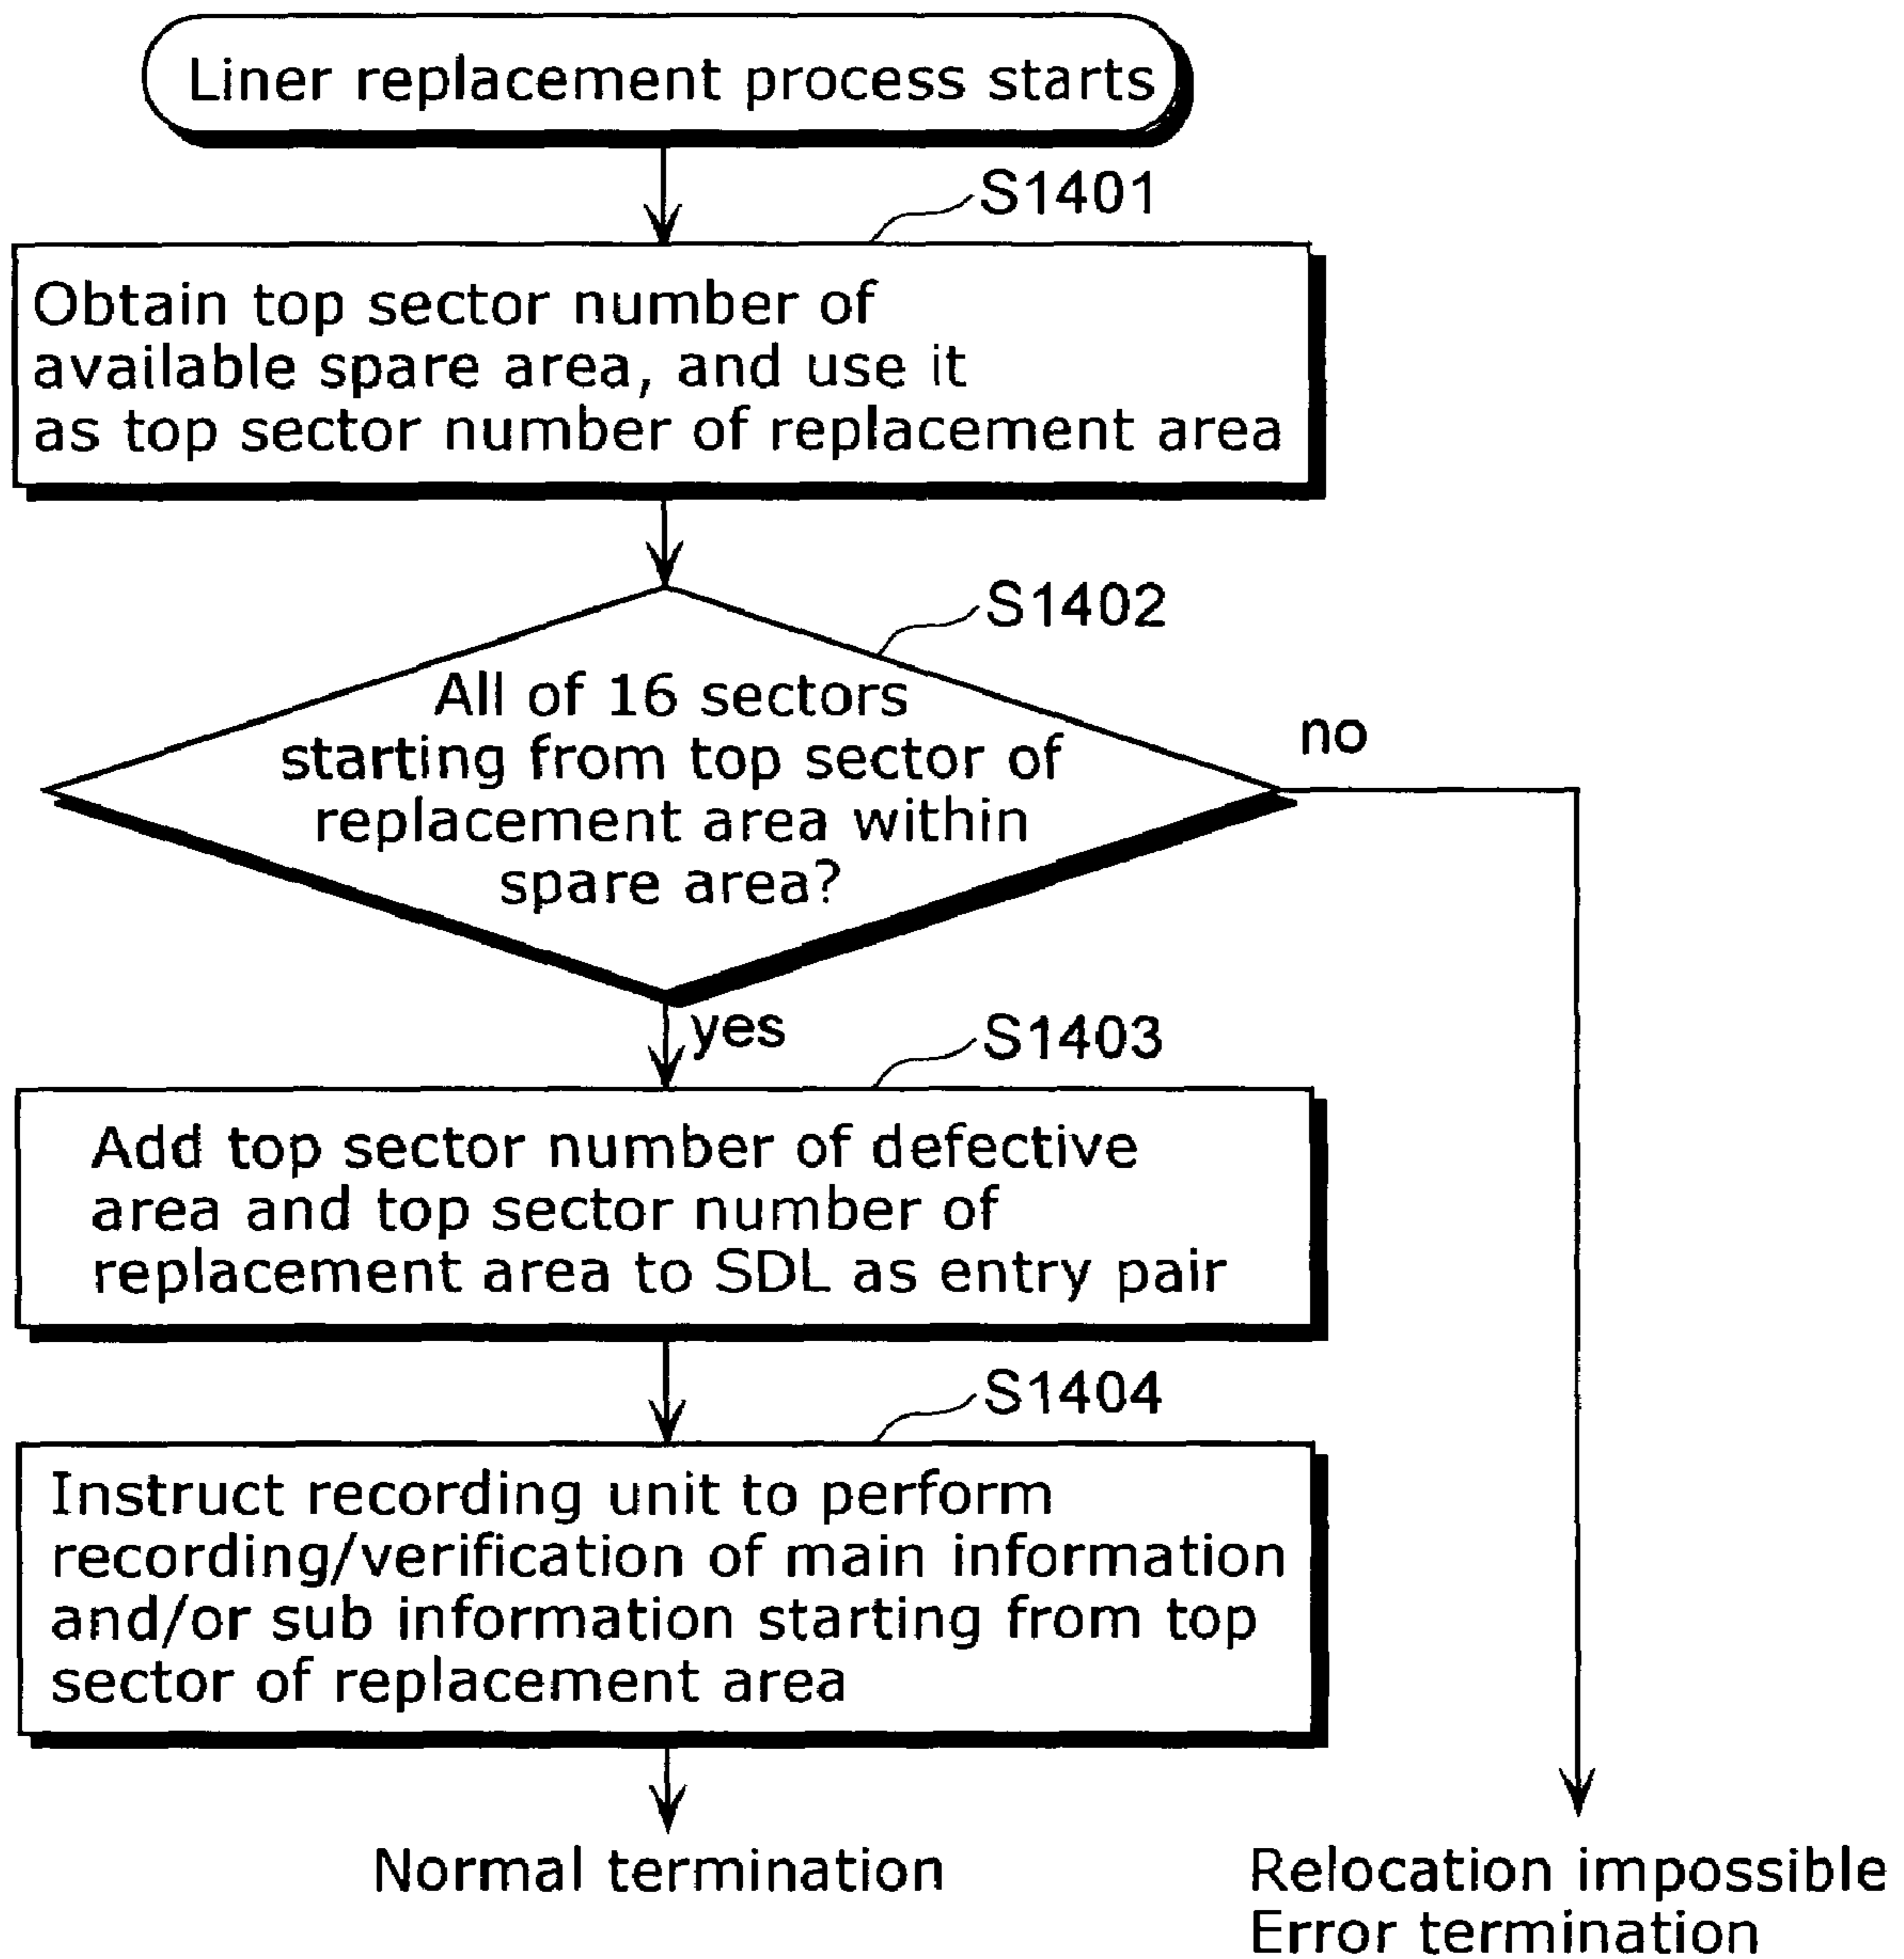 Liner replacement process starts
S1401
Obtain top sector number of
available spare area, and use it
as top sector number of replacement area
S1402
All of 16 sectors
starting from top sector of
replacement area within
spare area?
no
yes
S1403
Add top sector number of defective
area and top sector number of
replacement area to SDL as entry pair
S1404
Instruct recording unit to perform
recording/verification of main information
and/or sub information starting from top
sector of replacement area
Normal termination
Relocation impossible
Error termination